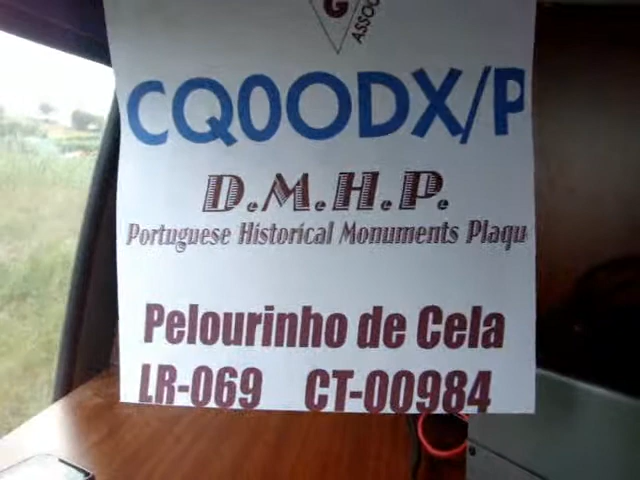 G
CQ0ODX/P
D.M.H.P.
Portuguese Historical Monuments Plaqu
Pelourinho de Cela
LR-069 CT-00984